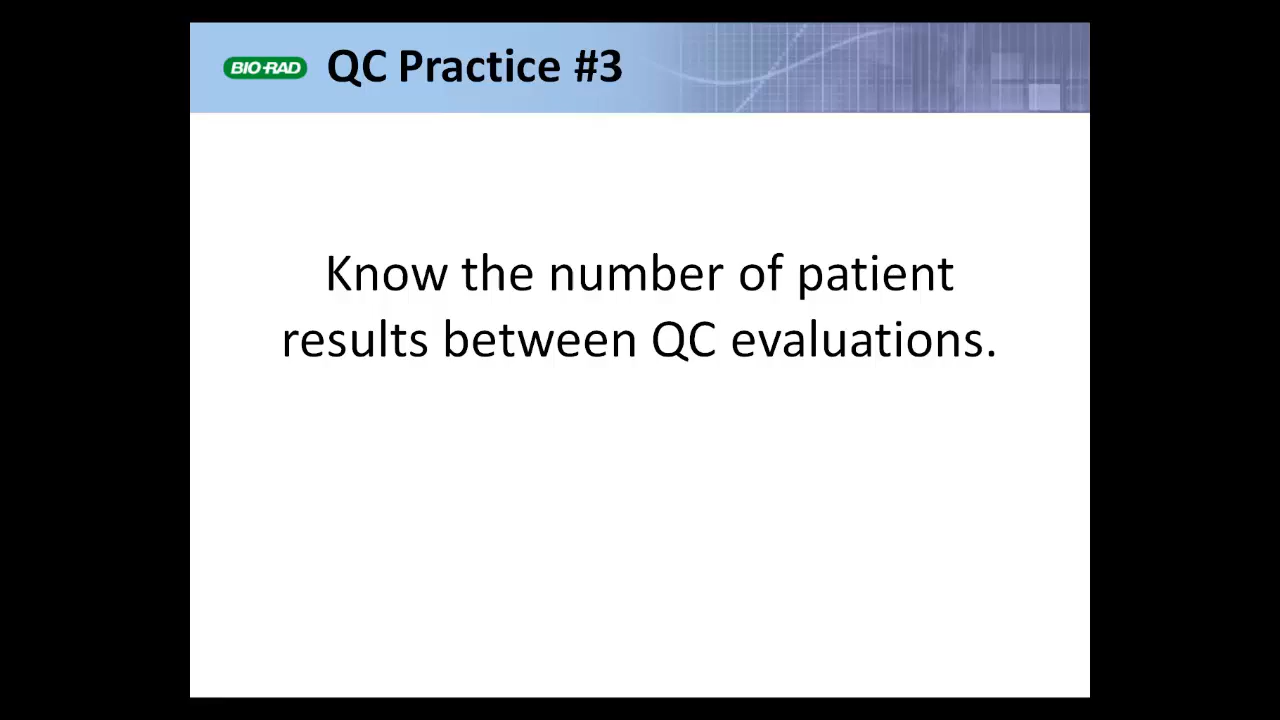 BIO-RAD QC Practice #3
Know the number of patient
results between QC evaluations.